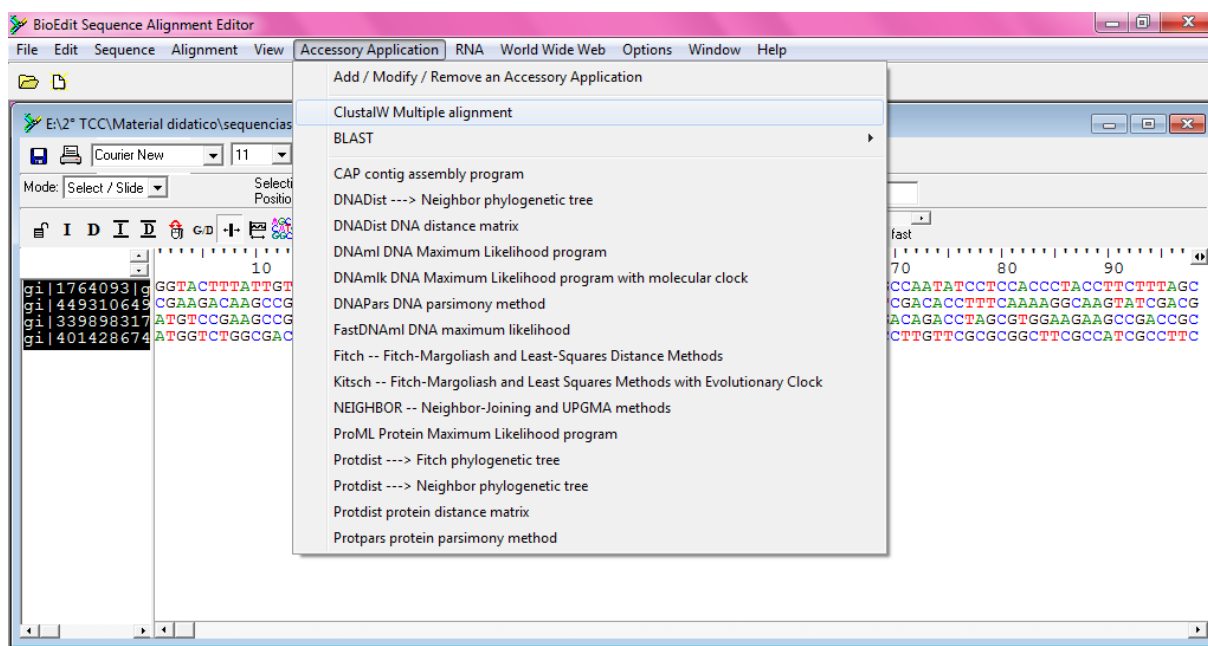 BioEdit Sequence Alignment Editor
File Edit Sequence Alignment View Accessory Application RNA World Wide Web Options Window Help
Add / Modify / Remove an Accessory Application
ClustalW Multiple alignment
BLAST
CAP contig assembly program
DNADist ---> Neighbor phylogenetic tree
DNADist DNA distance matrix
DNAml DNA Maximum Likelihood program
DNAmlk DNA Maximum Likelihood program with molecular clock
DNAPars DNA parsimony method
FastDNAml DNA maximum likelihood
Fitch -- Fitch-Margoliash and Least-Squares Distance Methods
Kitsch -- Fitch-Margoliash and Least Squares Methods with Evolutionary Clock
NEIGHBOR -- Neighbor-Joining and UPGMA methods
ProML Protein Maximum Likelihood program
Protdist ---> Fitch phylogenetic tree
Protdist ---> Neighbor phylogenetic tree
Protdist protein distance matrix
Protpars protein parsimony method
E:\2° TCC\Material didatico\sequencias
Courier New 11
Mode: Select / Slide Selecti
Positio
I D I D G/D fast
10 70 80 90
gi|1764093|g GGTACTTTATTGT CCAATATCCTCCACCCTACCTTCTTTAGC
gi|449310649 CGAAGACAAGCCG CGACACCTTTCAAAAGGCAAGTATCGACG
gi|339898317 ATGTCCGAAGCCG ACAGACCTAGCGTGGAAGAAGCCGACCGC
gi|401428674 ATGGTCTGGCGAC CTTGTTCGCGCGGCTTCGCCATCGCCTTC